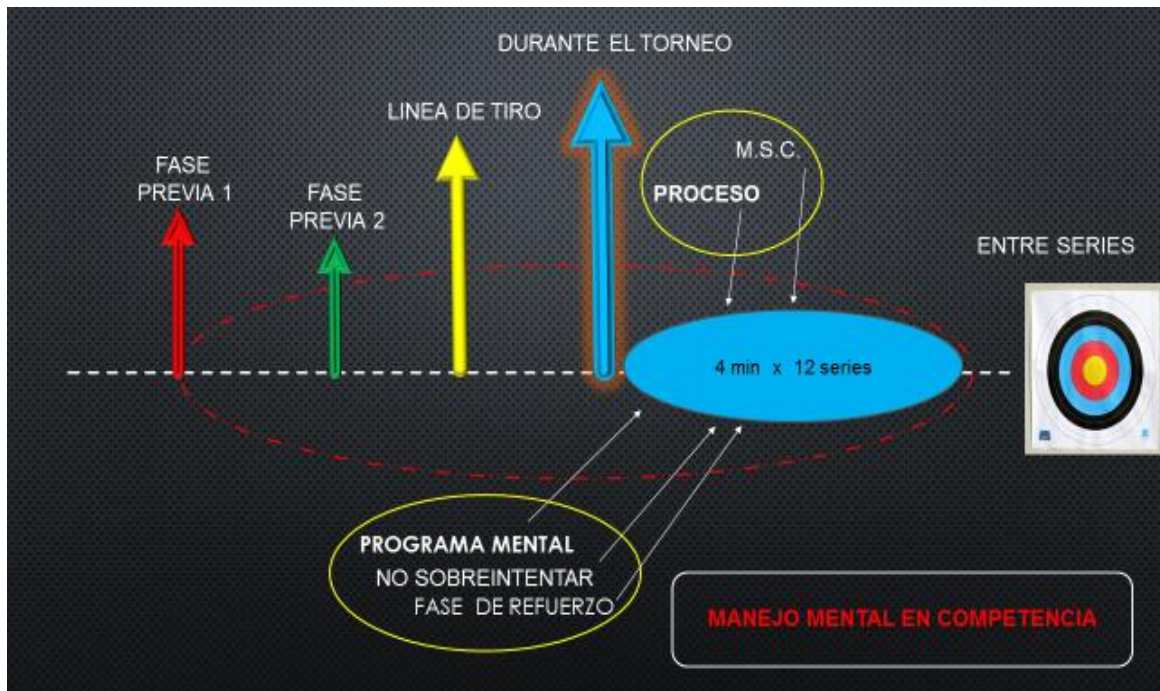 DURANTE EL TORNEO
LINEA DE TIRO
FASE
PREVIA 1
FASE
PREVIA 2
M.S.C.
PROCESO
ENTRE SERIES
4 min x 12 series
PROGRAMA MENTAL
NO SOBREINTENTAR
FASE DE REFUERZO
MANEJO MENTAL EN COMPETENCIA